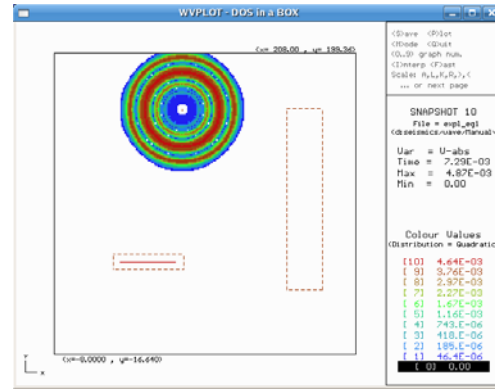 WVPLOT - DOS in a BOX
(x= 208.00 , y= 199.36)
(S)ave (P)lot
(M)ode (Q)uit
(0..9) graph num.
(I)nterp (F)ast
Scale: A,L,K,R,>,<
... or next page
SNAPSHOT 10
File = expl_eq1
Var = V-abs
Time = 7.29E-03
Max = 4.87E-03
Min = 0.00
Colour Values
(Distribution = Quadratic
[10] 4.64E-03
[ 9] 3.76E-03
[ 8] 2.97E-03
[ 7] 2.27E-03
[ 6] 1.67E-03
[ 5] 1.16E-03
[ 4] 743.E-06
[ 3] 418.E-06
[ 2] 185.E-06
[ 1] 46.4E-06
[ 0] 0.00
Y
X
(x=-8.0000 , y=-16.640)